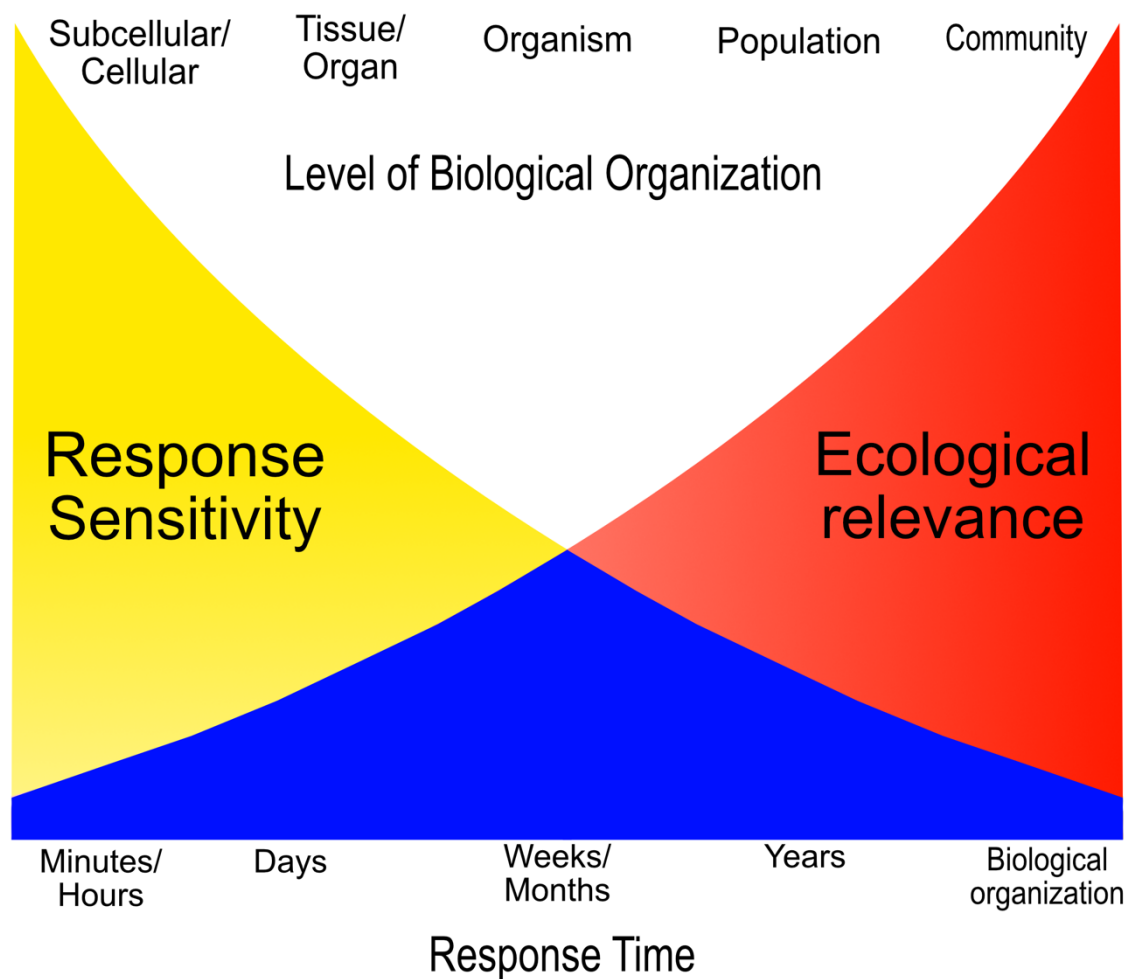 Subcellular/
Cellular
Tissue/
Organ
Organism
Population
Community
Level of Biological Organization
Response
Sensitivity
Ecological
relevance
Minutes/
Hours
Days
Weeks/
Months
Years
Biological
organization
Response Time